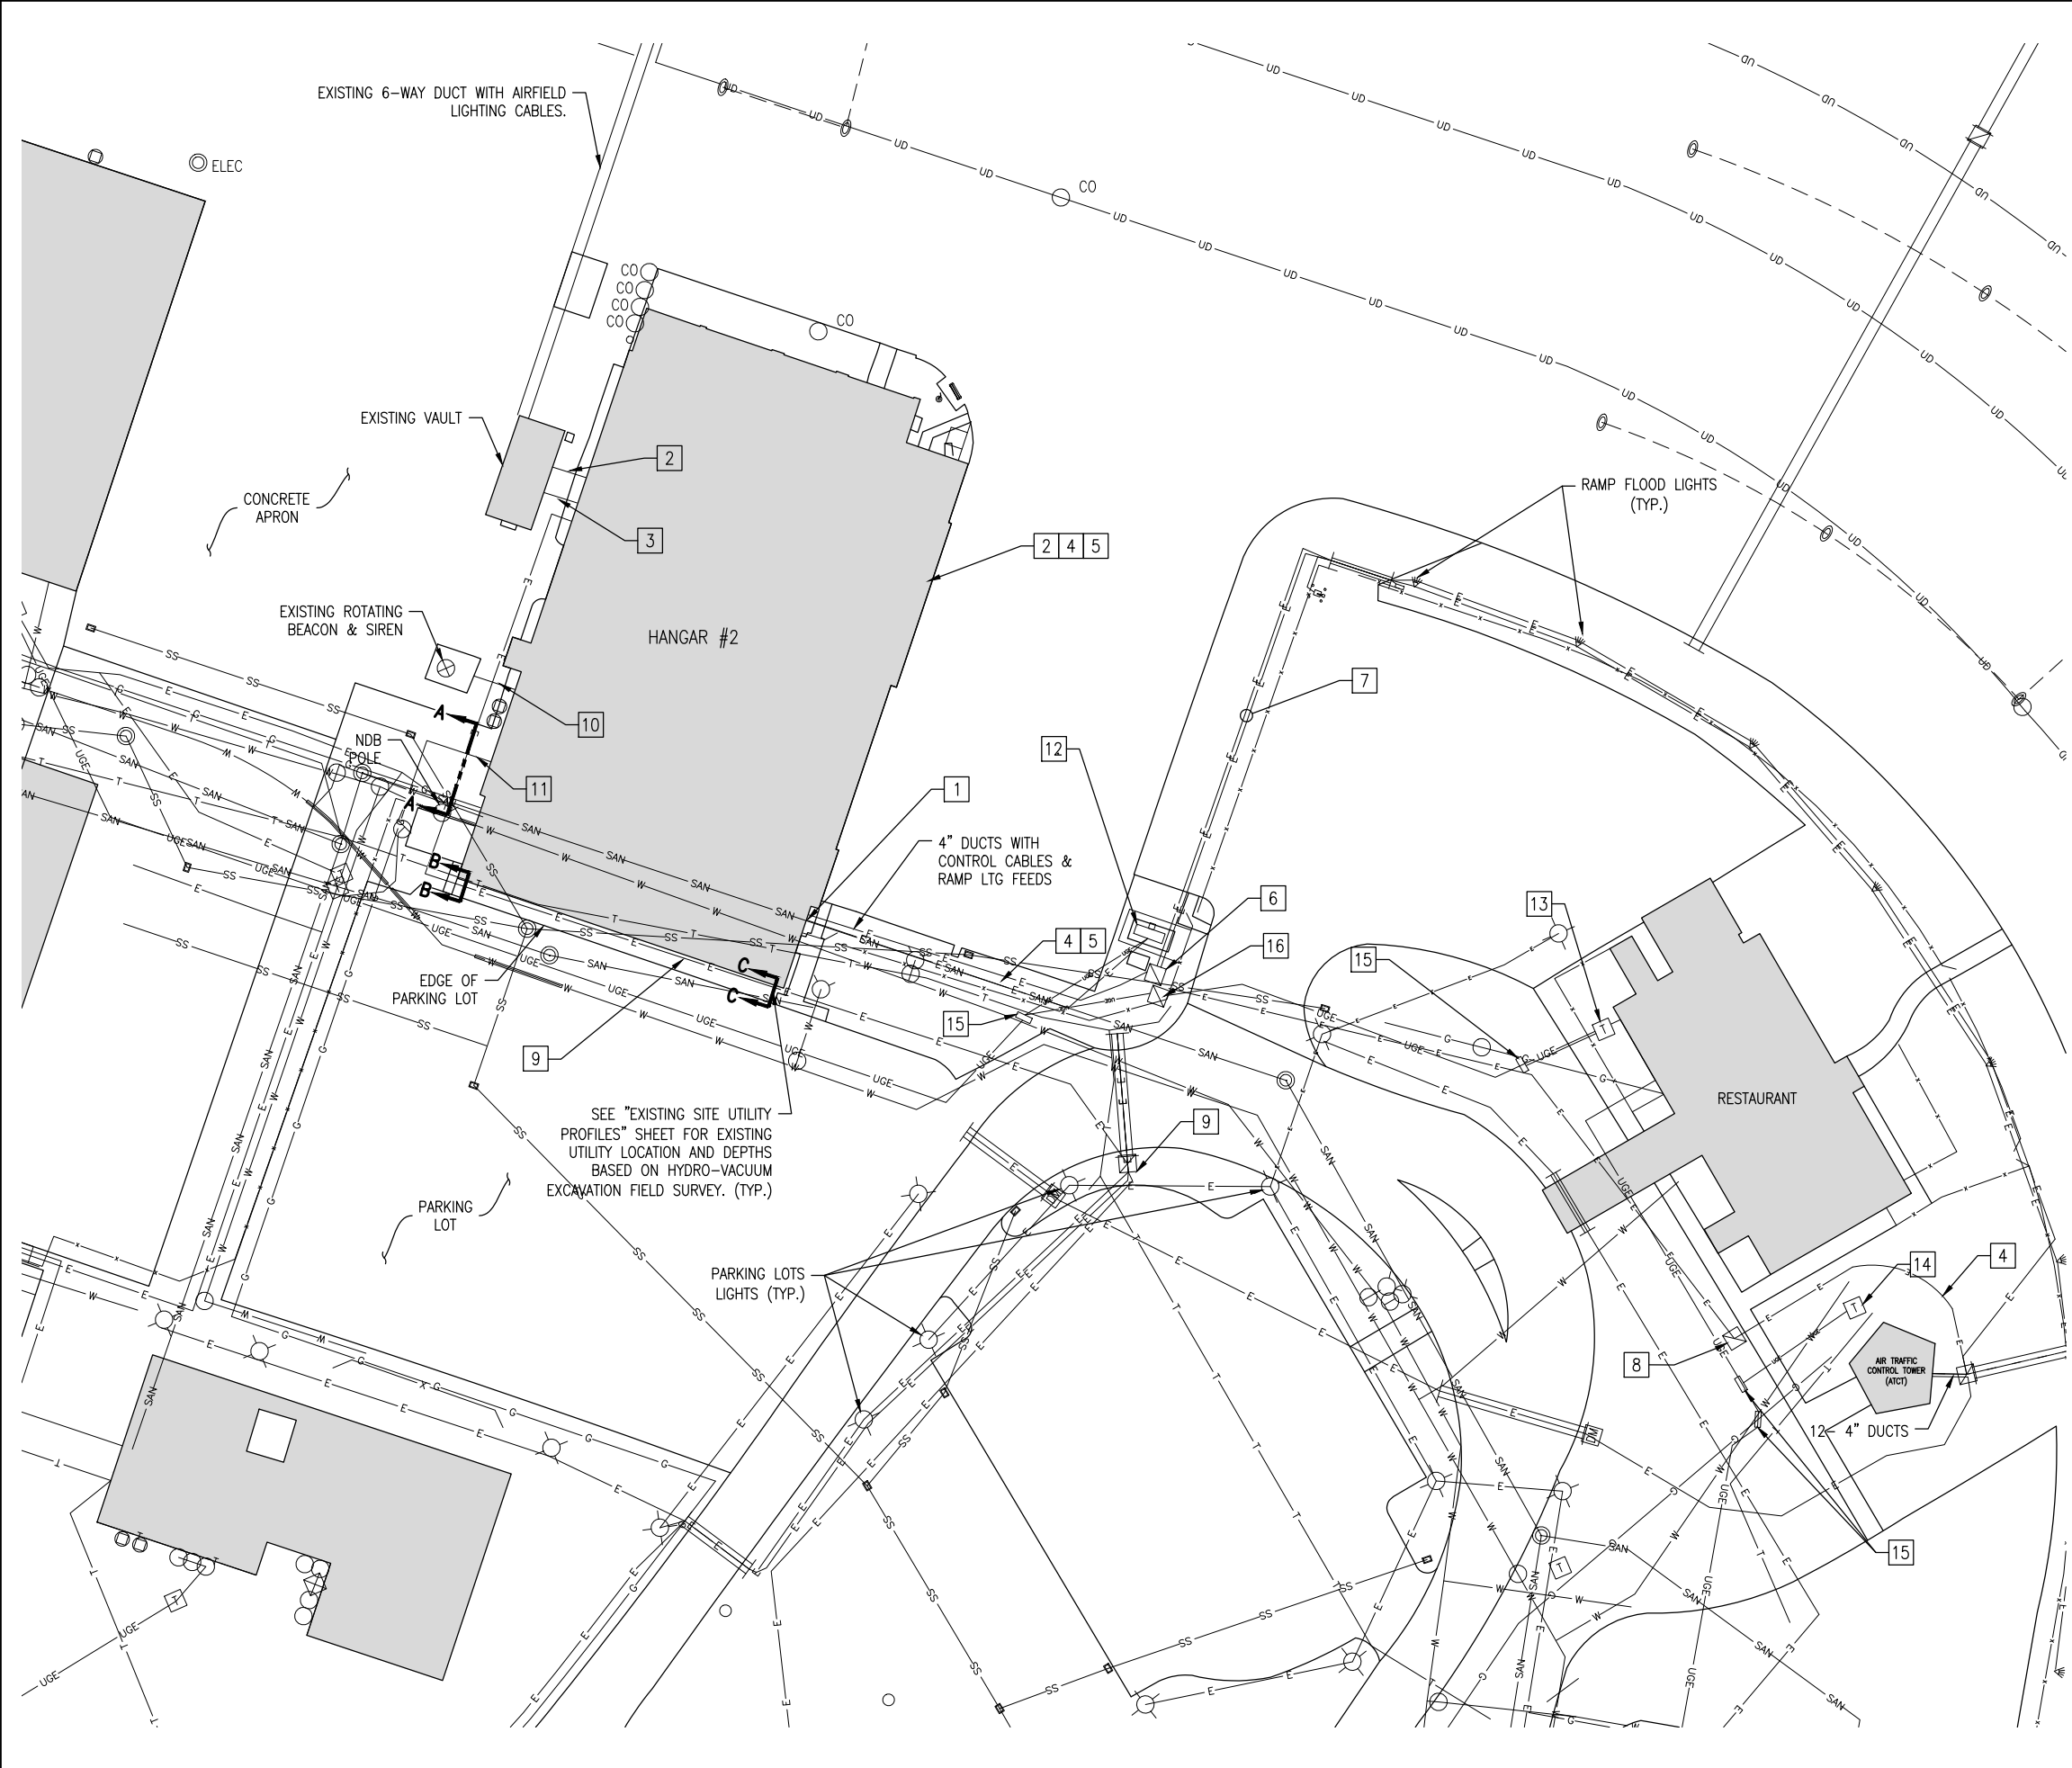 EXISTING 6-WAY DUCT WITH AIRFIELD
LIGHTING CABLES.
ELEC
CO
CO
CO
CO
CO
CO
EXISTING VAULT
2
CONCRETE
APRON
3
2 4 5
RAMP FLOOD LIGHTS
(TYP.)
EXISTING ROTATING
BEACON & SIREN
HANGAR #2
7
10
A
NDB
POLE
12
11
A
1
4" DUCTS WITH
CONTROL CABLES &
RAMP LTG FEEDS
B
B
6
13
4 5
16
15
C
C
EDGE OF
PARKING LOT
15
9
SEE "EXISTING SITE UTILITY
PROFILES" SHEET FOR EXISTING
UTILITY LOCATION AND DEPTHS
BASED ON HYDRO-VACUUM
EXCAVATION FIELD SURVEY. (TYP.)
RESTAURANT
9
PARKING
LOT
PARKING LOTS
LIGHTS (TYP.)
14
4
8
AIR TRAFFIC
CONTROL TOWER
(ATCT)
12- 4" DUCTS
15